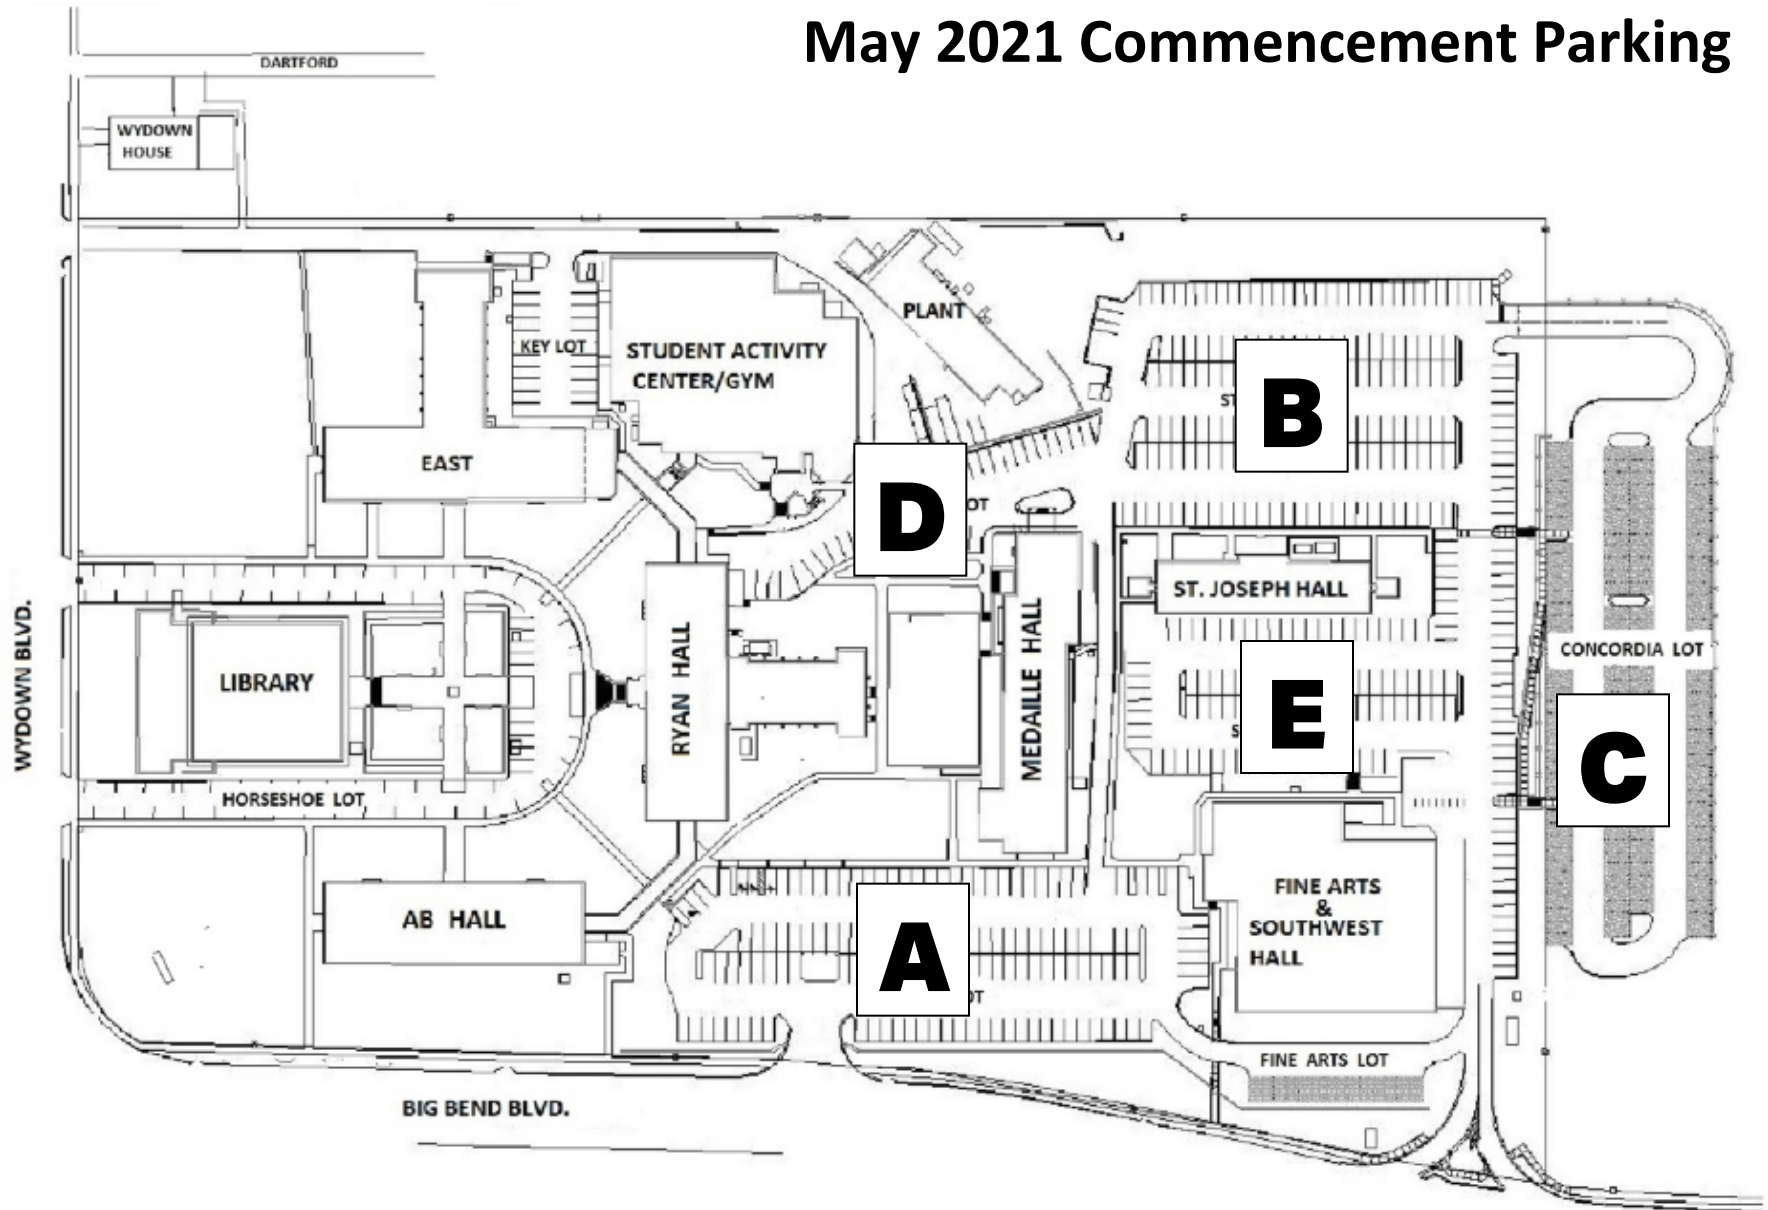 May 2021 Commencement Parking
DARTFORD
WYDOWN
HOUSE
PLANT
KEY LOT
STUDENT ACTIVITY
CENTER/GYM
B
EAST
D
ST. JOSEPH HALL
WYDOWN BLVD.
LIBRARY
RYAN HALL
MEDAILLE HALL
CONCORDIA LOT
E
C
HORSESHOE LOT
FINE ARTS
&
SOUTHWEST
HALL
AB HALL
A
FINE ARTS LOT
BIG BEND BLVD.